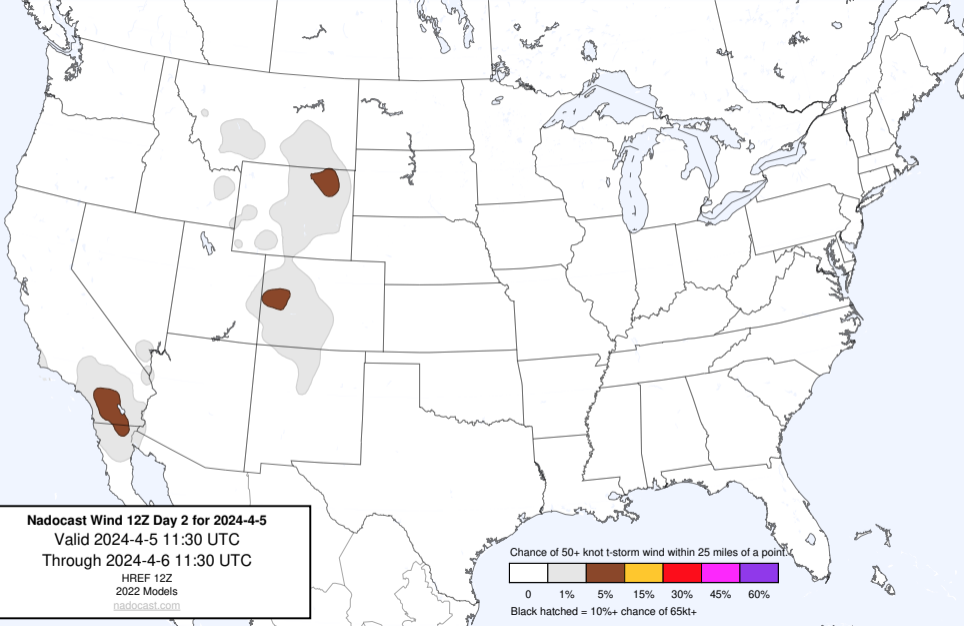 Nadocast Wind 12Z Day 2 for 2024-4-5
Valid 2024-4-5 11:30 UTC
Through 2024-4-6 11:30 UTC
HREF 12Z
2022 Models
nadocast.com
Chance of 50+ knot t-storm wind within 25 miles of a point.
0 1% 5% 15% 30% 45% 60%
Black hatched = 10%+ chance of 65kt+